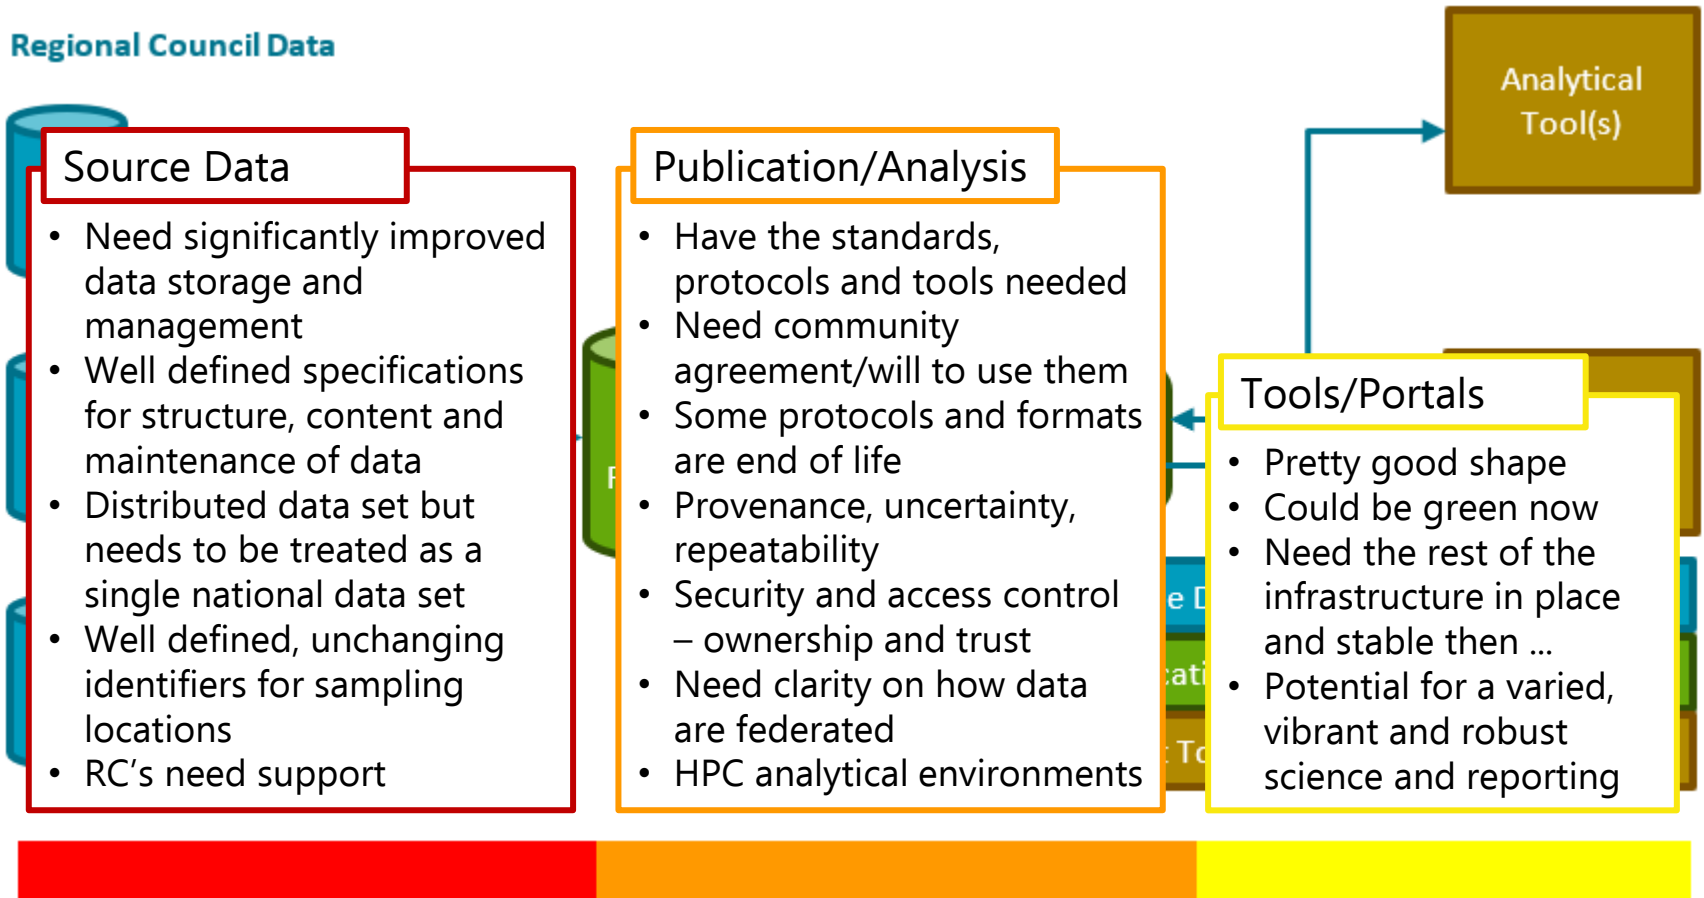 Regional Council Data
Analytical
Tool(s)
Source Data
• Need significantly improved
data storage and
management
• Well defined specifications
for structure, content and
maintenance of data
• Distributed data set but
needs to be treated as a
single national data set
• Well defined, unchanging
identifiers for sampling
locations
• RC’s need support
Publication/Analysis
• Have the standards,
protocols and tools needed
• Need community
agreement/will to use them
• Some protocols and formats
are end of life
• Provenance, uncertainty,
repeatability
• Security and access control
– ownership and trust
• Need clarity on how data
are federated
• HPC analytical environments
Tools/Portals
• Pretty good shape
• Could be green now
• Need the rest of the
infrastructure in place
and stable then ...
• Potential for a varied,
vibrant and robust
science and reporting